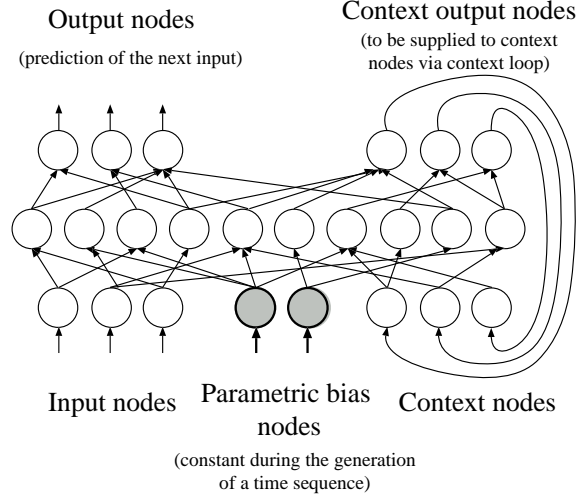 Output nodes
(prediction of the next input)
Context output nodes
(to be supplied to context
nodes via context loop)
Input nodes
Parametric bias
nodes
(constant during the generation
of a time sequence)
Context nodes